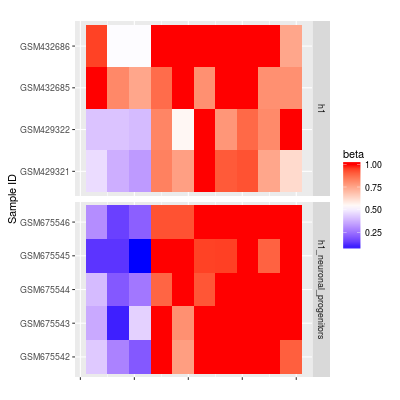 Sample ID
GSM432686
GSM432685
GSM429322
GSM429321
h1
GSM675546
GSM675545
GSM675544
GSM675543
GSM675542
h1_neuronal_progenitors
beta
1.00
0.75
0.50
0.25